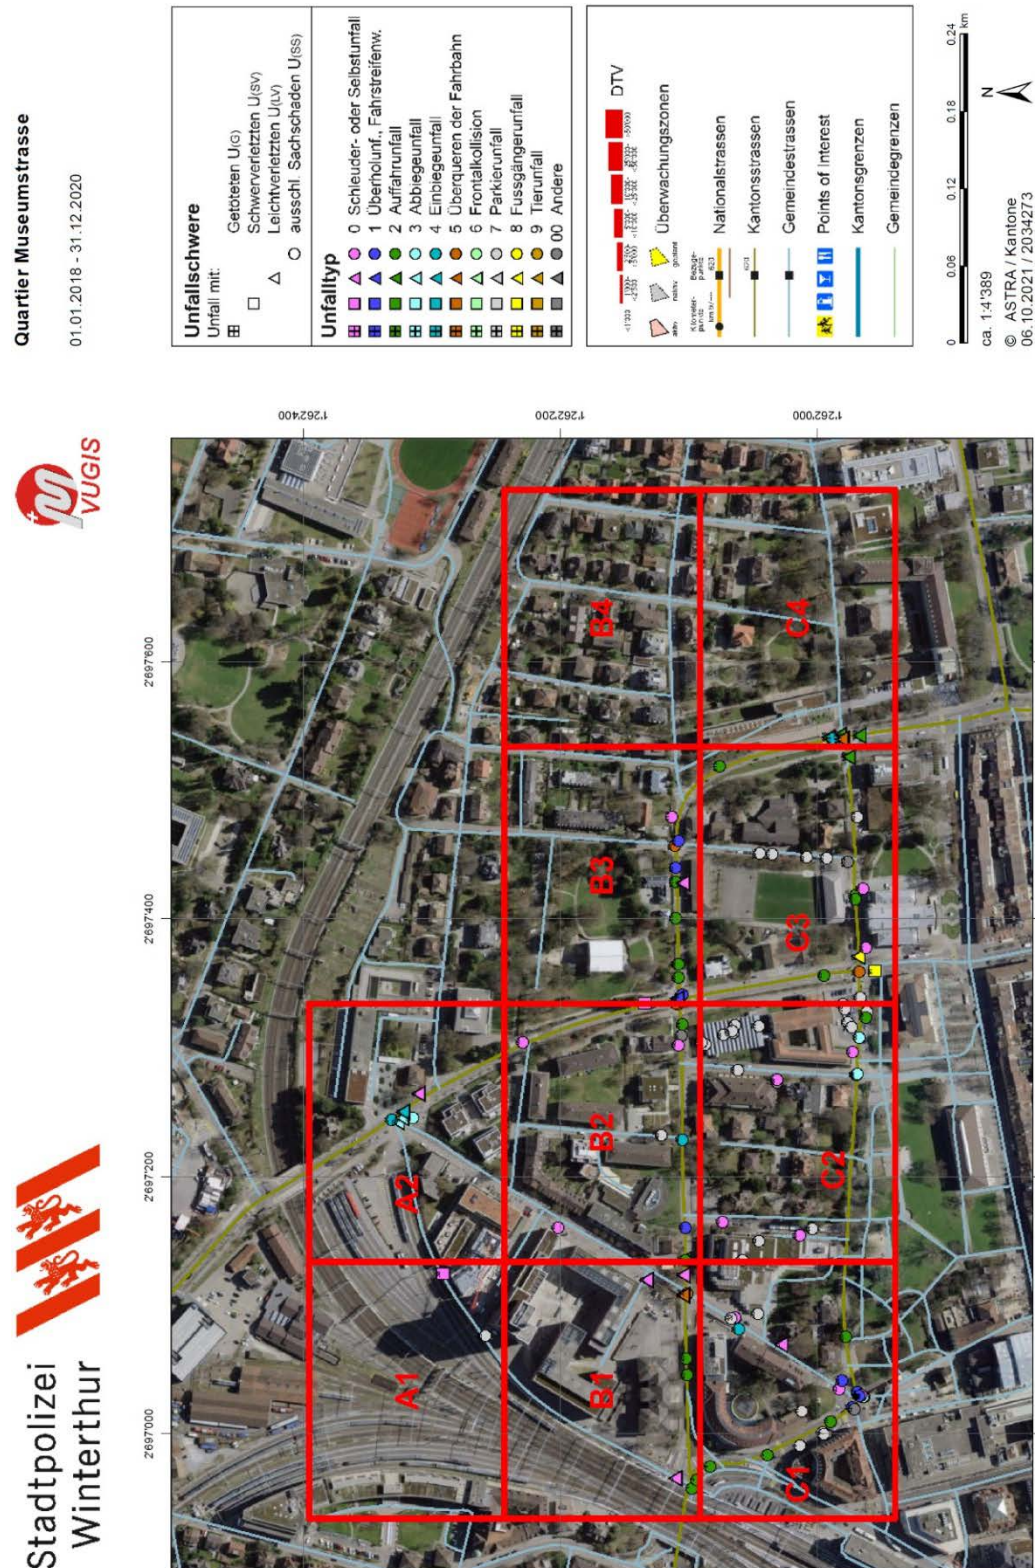 Stadtpolizei
Winterthur
VUGIS
Quartier Museumstrasse
01.01.2018 - 31.12.2020
2'697'000
2'697'200
2'697'400
2'697'600
1'262'400
1'262'200
1'262'000
A1
A2
B1
B2
B3
B4
C1
C2
C3
C4
Unfallschwere
Unfall mit:
Getöteten U(G)
Schwerverletzten U(SV)
Leichtverletzten U(LV)
ausschl. Sachschaden U(SS)
Unfalltyp
0 Schleuder- oder Selbstunfall
1 Überholunf., Fahrstreifenw.
2 Auffahrunfall
3 Abbiegeunfall
4 Einbiegeunfall
5 Überqueren der Fahrbahn
6 Frontalkollision
7 Parkierunfall
8 Fussgängerunfall
9 Tierunfall
00 Andere
DTV
Überwachungszonen
aktiv
inaktiv
geplant
Nationalstrassen
Kantonsstrassen
Gemeindestrassen
Points of Interest
Kantonsgrenzen
Gemeindegrenzen
0 0.06 0.12 0.18 0.24
km
ca. 1:4'389
N
© ASTRA / Kantone
06.10.2021 / 2034273